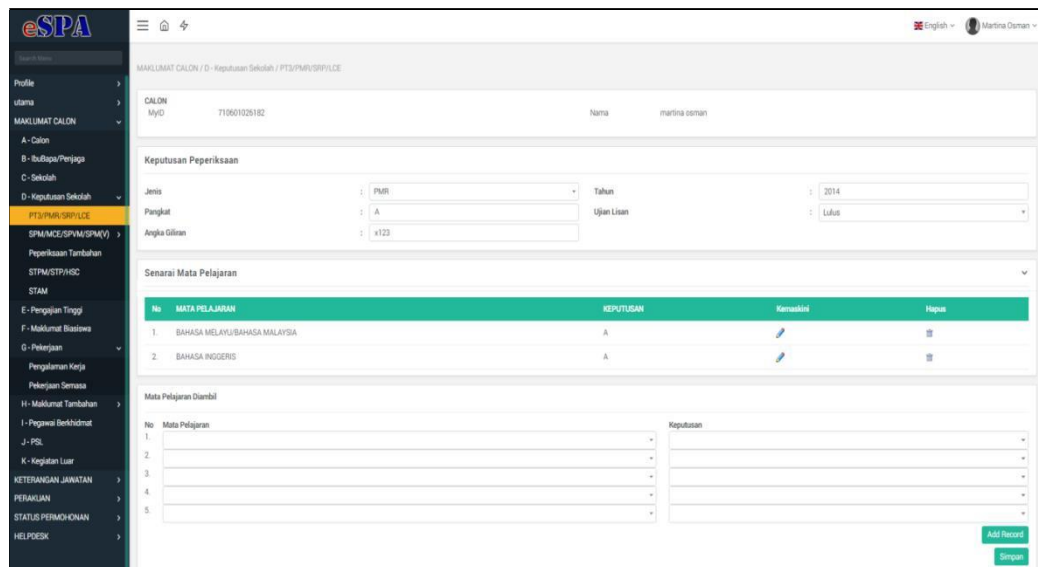 eSPA
English
Martina Osman
Search Menu
Profile
utama
MAKLUMAT CALON
A - Calon
B - IbuBapa/Penjaga
C - Sekolah
D - Keputusan Sekolah
PT3/PMR/SRP/LCE
SPM/MCE/SPVM/SPM(V)
Peperiksaan Tambahan
STPM/STP/HSC
STAM
E - Pengajian Tinggi
F - Maklumat Biasiswa
G - Pekerjaan
Pengalaman Kerja
Pekerjaan Semasa
H - Maklumat Tambahan
I - Pegawai Berkhidmat
J - PSL
K - Kegiatan Luar
KETERANGAN JAWATAN
PERAKUAN
STATUS PERMOHONAN
HELPDESK
MAKLUMAT CALON / D - Keputusan Sekolah / PT3/PMR/SRP/LCE
CALON
MyID 710601026182 Nama martina osman
Keputusan Peperiksaan
Jenis : PMR Tahun : 2014
Pangkat : A Ujian Lisan : Lulus
Angka Giliran : x123
Senarai Mata Pelajaran
No MATA PELAJARAN KEPUTUSAN Kemaskini Hapus
1. BAHASA MELAYU/BAHASA MALAYSIA A
2. BAHASA INGGERIS A
Mata Pelajaran Diambil
No Mata Pelajaran Keputusan
1.
2.
3.
4.
5.
Add Record
Simpan